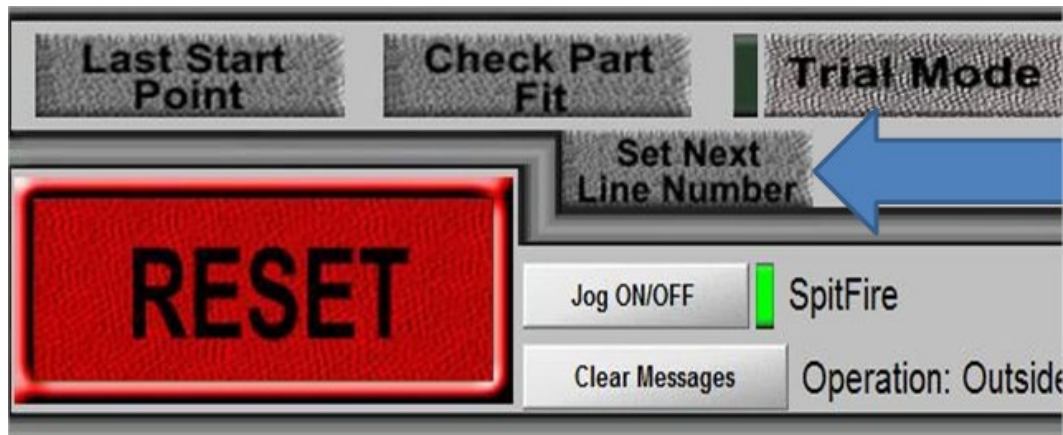 Last Start
Point
Check Part
Fit
Trial Mode
Set Next
Line Number
RESET
Jog ON/OFF
SpitFire
Clear Messages
Operation: Outside